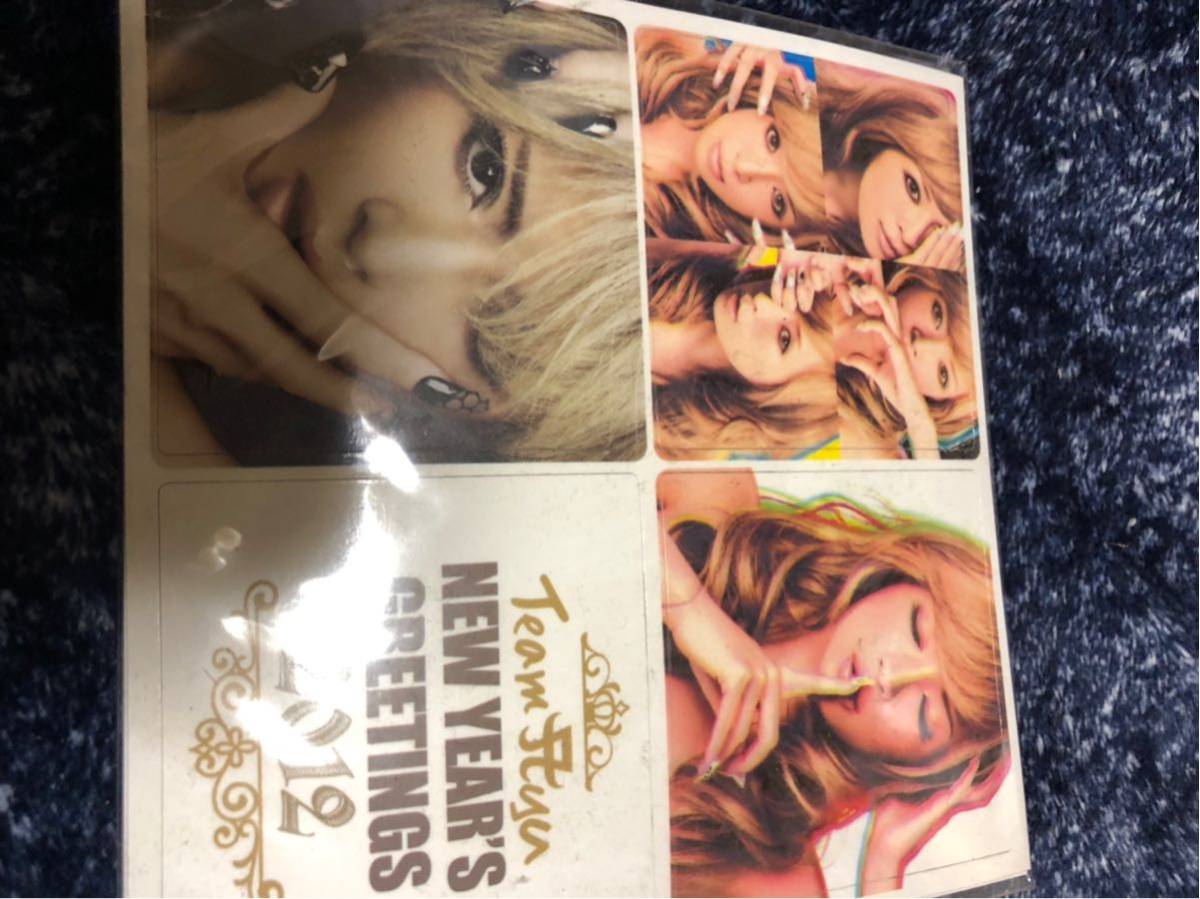 Team Ayu
NEW YEAR'S
GREETINGS
2012